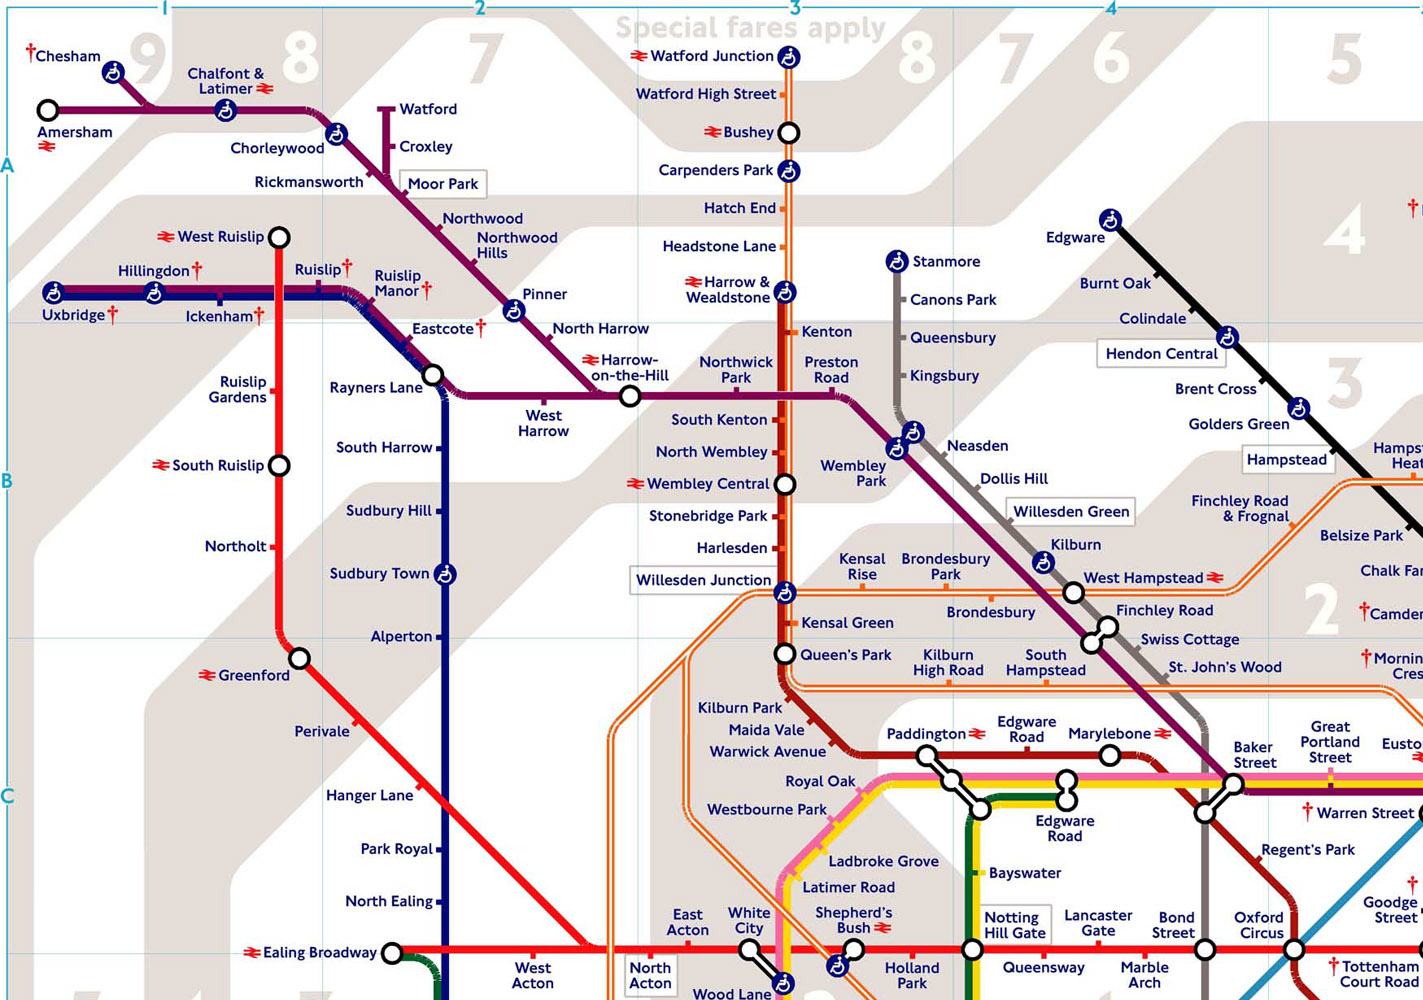 1
2
3
4
Special fares apply
9
8
7
8
7
6
5
†Chesham
Chalfont &
Latimer
Amersham
Chorleywood
Watford
Croxley
Rickmansworth
Moor Park
Northwood
Northwood
Hills
Watford Junction
Watford High Street
Bushey
Carpenders Park
Hatch End
Headstone Lane
Harrow &
Wealdstone
A
West Ruislip
Hillingdon†
Uxbridge†
Ickenham†
Ruislip†
Ruislip
Manor†
Eastcote†
Pinner
North Harrow
Harrow-
on-the-Hill
Rayners Lane
West
Harrow
Northwick
Park
Preston
Road
Kenton
Stanmore
Canons Park
Queensbury
Kingsbury
Edgware
Burnt Oak
Colindale
Hendon Central
Brent Cross
Golders Green
Hampstead
4
3
†
Ruislip
Gardens
South Ruislip
Northolt
Greenford
Perivale
Hanger Lane
B
South Harrow
Sudbury Hill
Sudbury Town
Alperton
Park Royal
North Ealing
South Kenton
North Wembley
Wembley Central
Stonebridge Park
Harlesden
Willesden Junction
Kensal Green
Queen's Park
Wembley
Park
Neasden
Dollis Hill
Willesden Green
Kilburn
West Hampstead
Finchley Road
Swiss Cottage
St. John's Wood
Kensal
Rise
Brondesbury
Park
Brondesbury
Kilburn
High Road
South
Hampstead
Finchley Road
& Frognal
Hampst
Heat
Belsize Park
Chalk Far
†Camden
†Mornin
Cres
2
C
Kilburn Park
Maida Vale
Warwick Avenue
Royal Oak
Westbourne Park
Ladbroke Grove
Latimer Road
Paddington
Edgware
Road
Marylebone
Edgware
Road
Bayswater
Baker
Street
Great
Portland
Street
Eusto
†Warren Street
Regent's Park
†
Goodge
Street
Ealing Broadway
West
Acton
North
Acton
East
Acton
White
City
Wood Lane
Shepherd's
Bush
Holland
Park
Notting
Hill Gate
Queensway
Lancaster
Gate
Marble
Arch
Bond
Street
Oxford
Circus
†Tottenham
Court Road